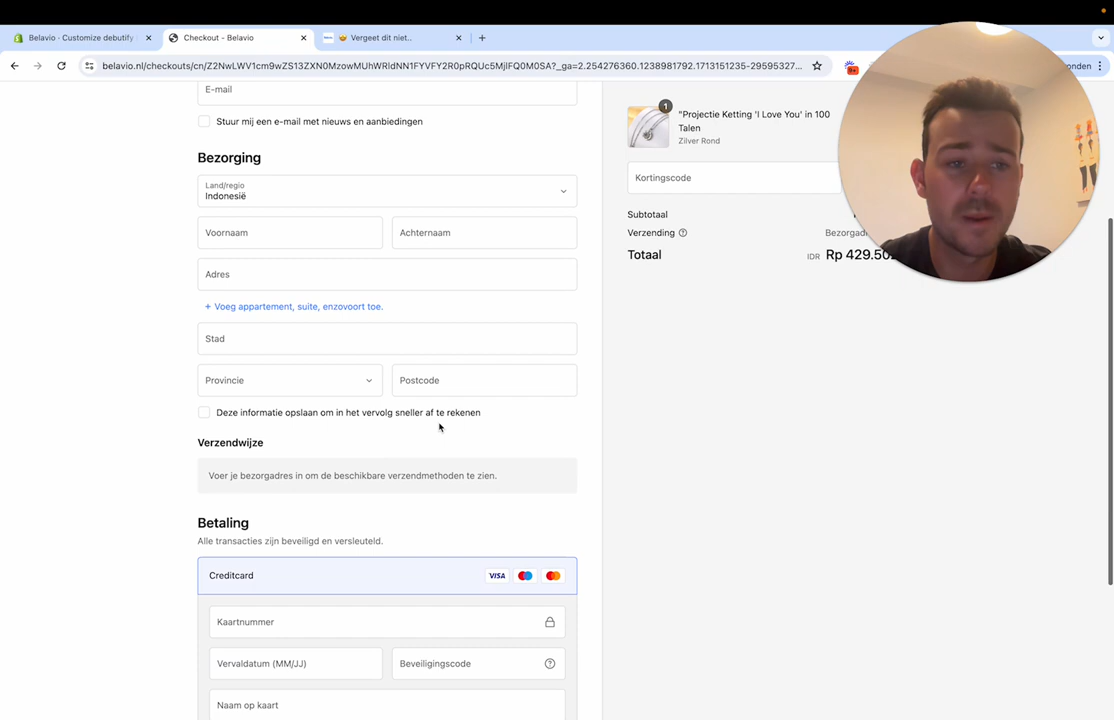 Belavio · Customize debutify
Checkout - Belavio
Vergeet dit niet...
belavio.nl/checkouts/cn/Z2NwLWV1cm9wZS13ZXN0MzowMUhWRldNN1FYVFY2R0pRQUc5MjlFQ0M0SA?_ga=2.254276360.1238981792.1713151235-29595327...
onden
E-mail
Stuur mij een e-mail met nieuws en aanbiedingen
Bezorging
Land/regio
Indonesië
Voornaam
Achternaam
Adres
+ Voeg appartement, suite, enzovoort toe.
Stad
Provincie
Postcode
Deze informatie opslaan om in het vervolg sneller af te rekenen
Verzendwijze
Voer je bezorgadres in om de beschikbare verzendmethoden te zien.
Betaling
Alle transacties zijn beveiligd en versleuteld.
Creditcard
VISA
Kaartnummer
Vervaldatum (MM/JJ)
Beveiligingscode
Naam op kaart
1
"Projectie Ketting 'I Love You' in 100
Talen
Zilver Rond
Kortingscode
Subtotaal
Verzending
Bezorgad
Totaal
IDR Rp 429.50